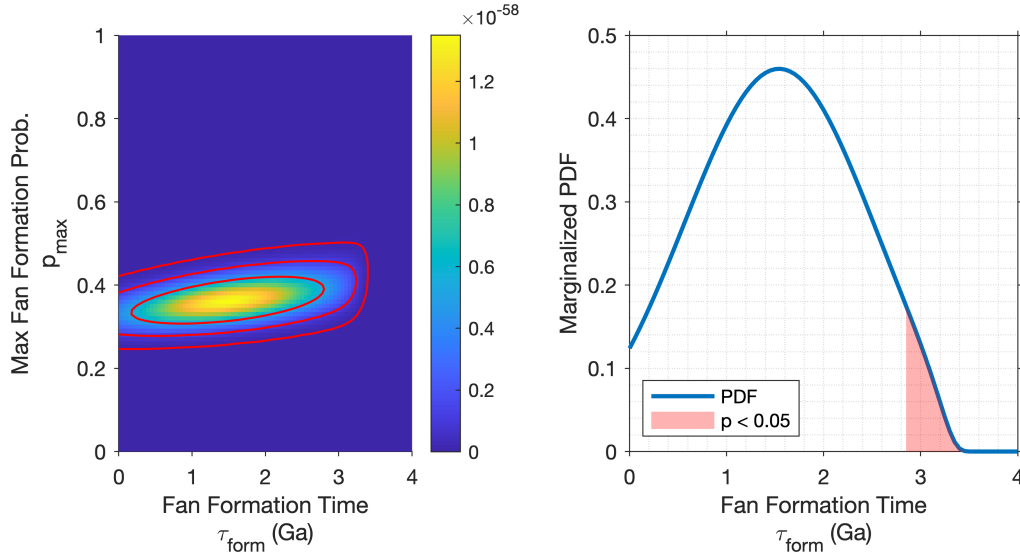 ×10⁻⁵⁸
Max Fan Formation Prob.
p_max
1
0.8
0.6
0.4
0.2
0
0 1 2 3 4
Fan Formation Time
τ_form (Ga)
1.2
1
0.8
0.6
0.4
0.2
0
Marginalized PDF
0.5
0.4
0.3
0.2
0.1
0
PDF
p < 0.05
0 1 2 3 4
Fan Formation Time
τ_form (Ga)